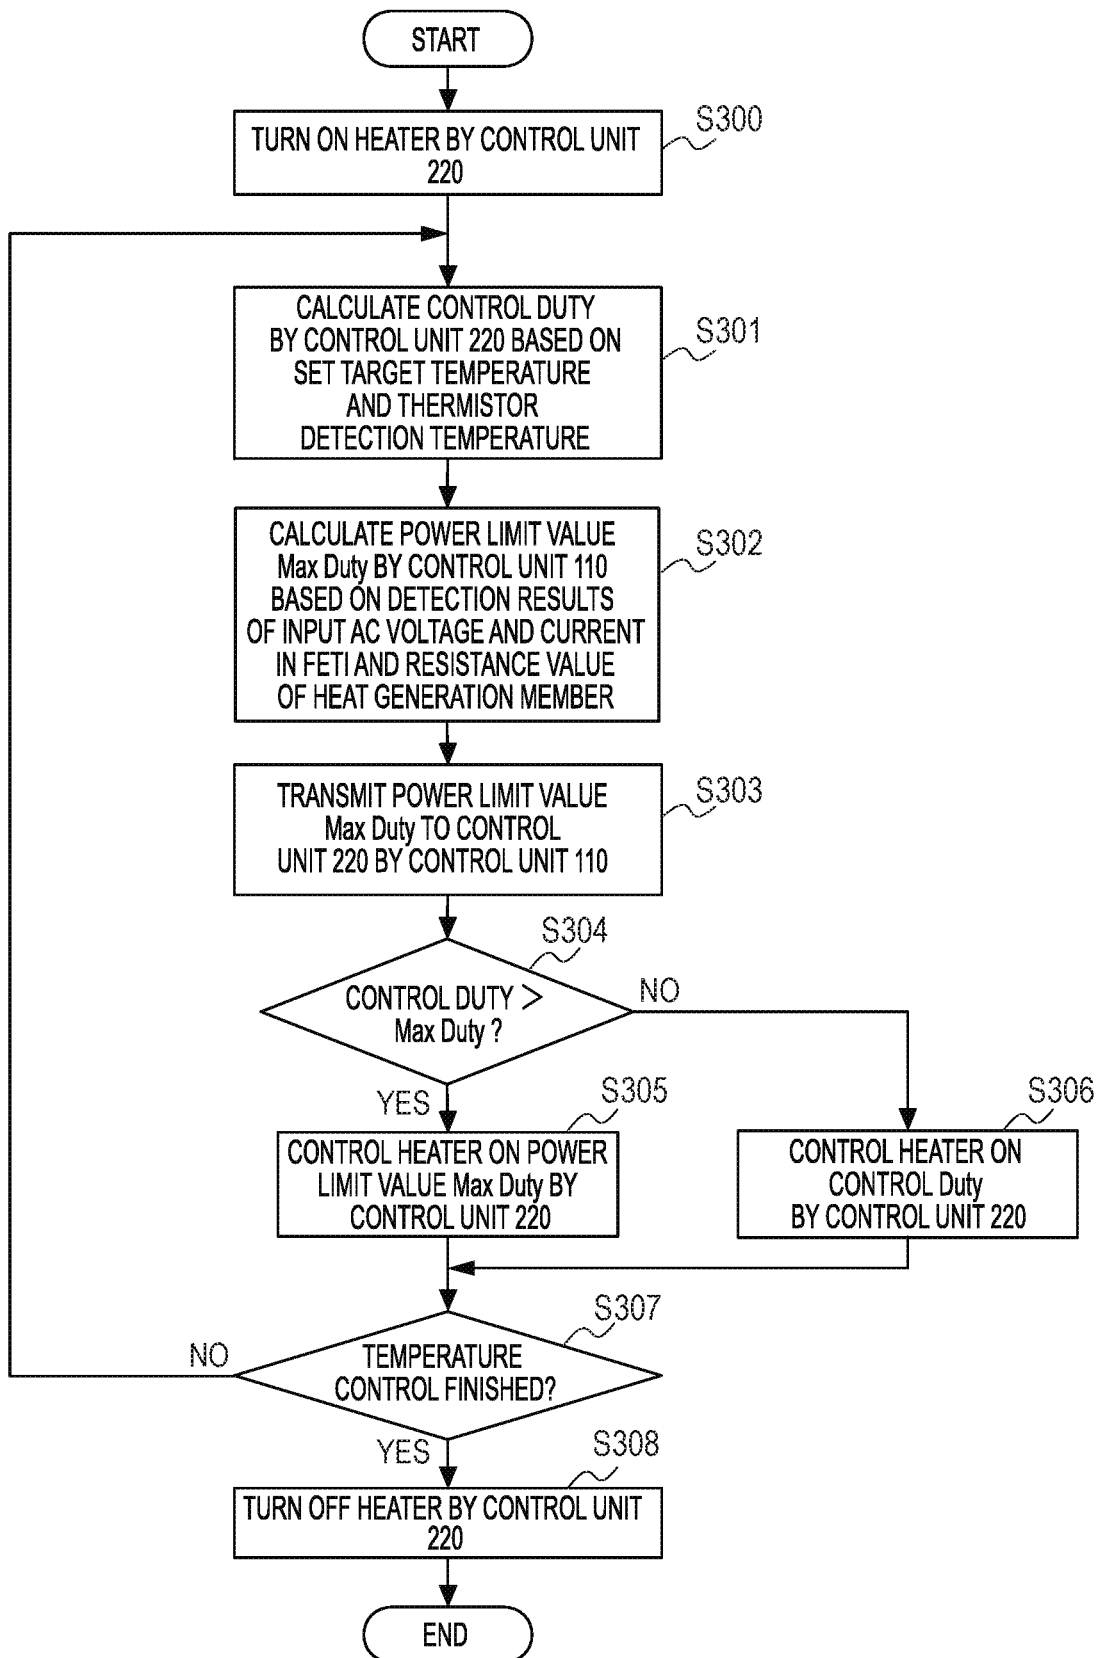 START
S300
TURN ON HEATER BY CONTROL UNIT
220
CALCULATE CONTROL DUTY
BY CONTROL UNIT 220 BASED ON
SET TARGET TEMPERATURE
AND THERMISTOR
DETECTION TEMPERATURE
S301
CALCULATE POWER LIMIT VALUE
Max Duty BY CONTROL UNIT 110
BASED ON DETECTION RESULTS
OF INPUT AC VOLTAGE AND CURRENT
IN FETI AND RESISTANCE VALUE
OF HEAT GENERATION MEMBER
S302
TRANSMIT POWER LIMIT VALUE
Max Duty TO CONTROL
UNIT 220 BY CONTROL UNIT 110
S303
S304
CONTROL DUTY >
Max Duty ?
NO
YES
S305
CONTROL HEATER ON POWER
LIMIT VALUE Max Duty BY
CONTROL UNIT 220
S306
CONTROL HEATER ON
CONTROL Duty
BY CONTROL UNIT 220
S307
TEMPERATURE
CONTROL FINISHED?
NO
YES
S308
TURN OFF HEATER BY CONTROL UNIT
220
END